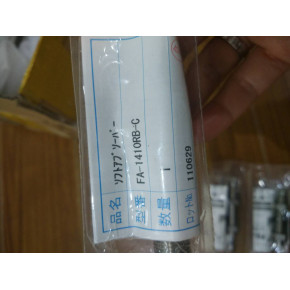 品名 ソフトアブソーバー
型番 FA-1410RB-C
数量 1
ロット№ 110629